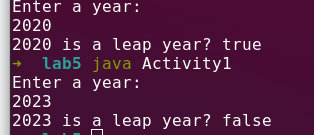 Enter a year:
2020
2020 is a leap year? true
→ lab5 java Activity1
Enter a year:
2023
2023 is a leap year? false